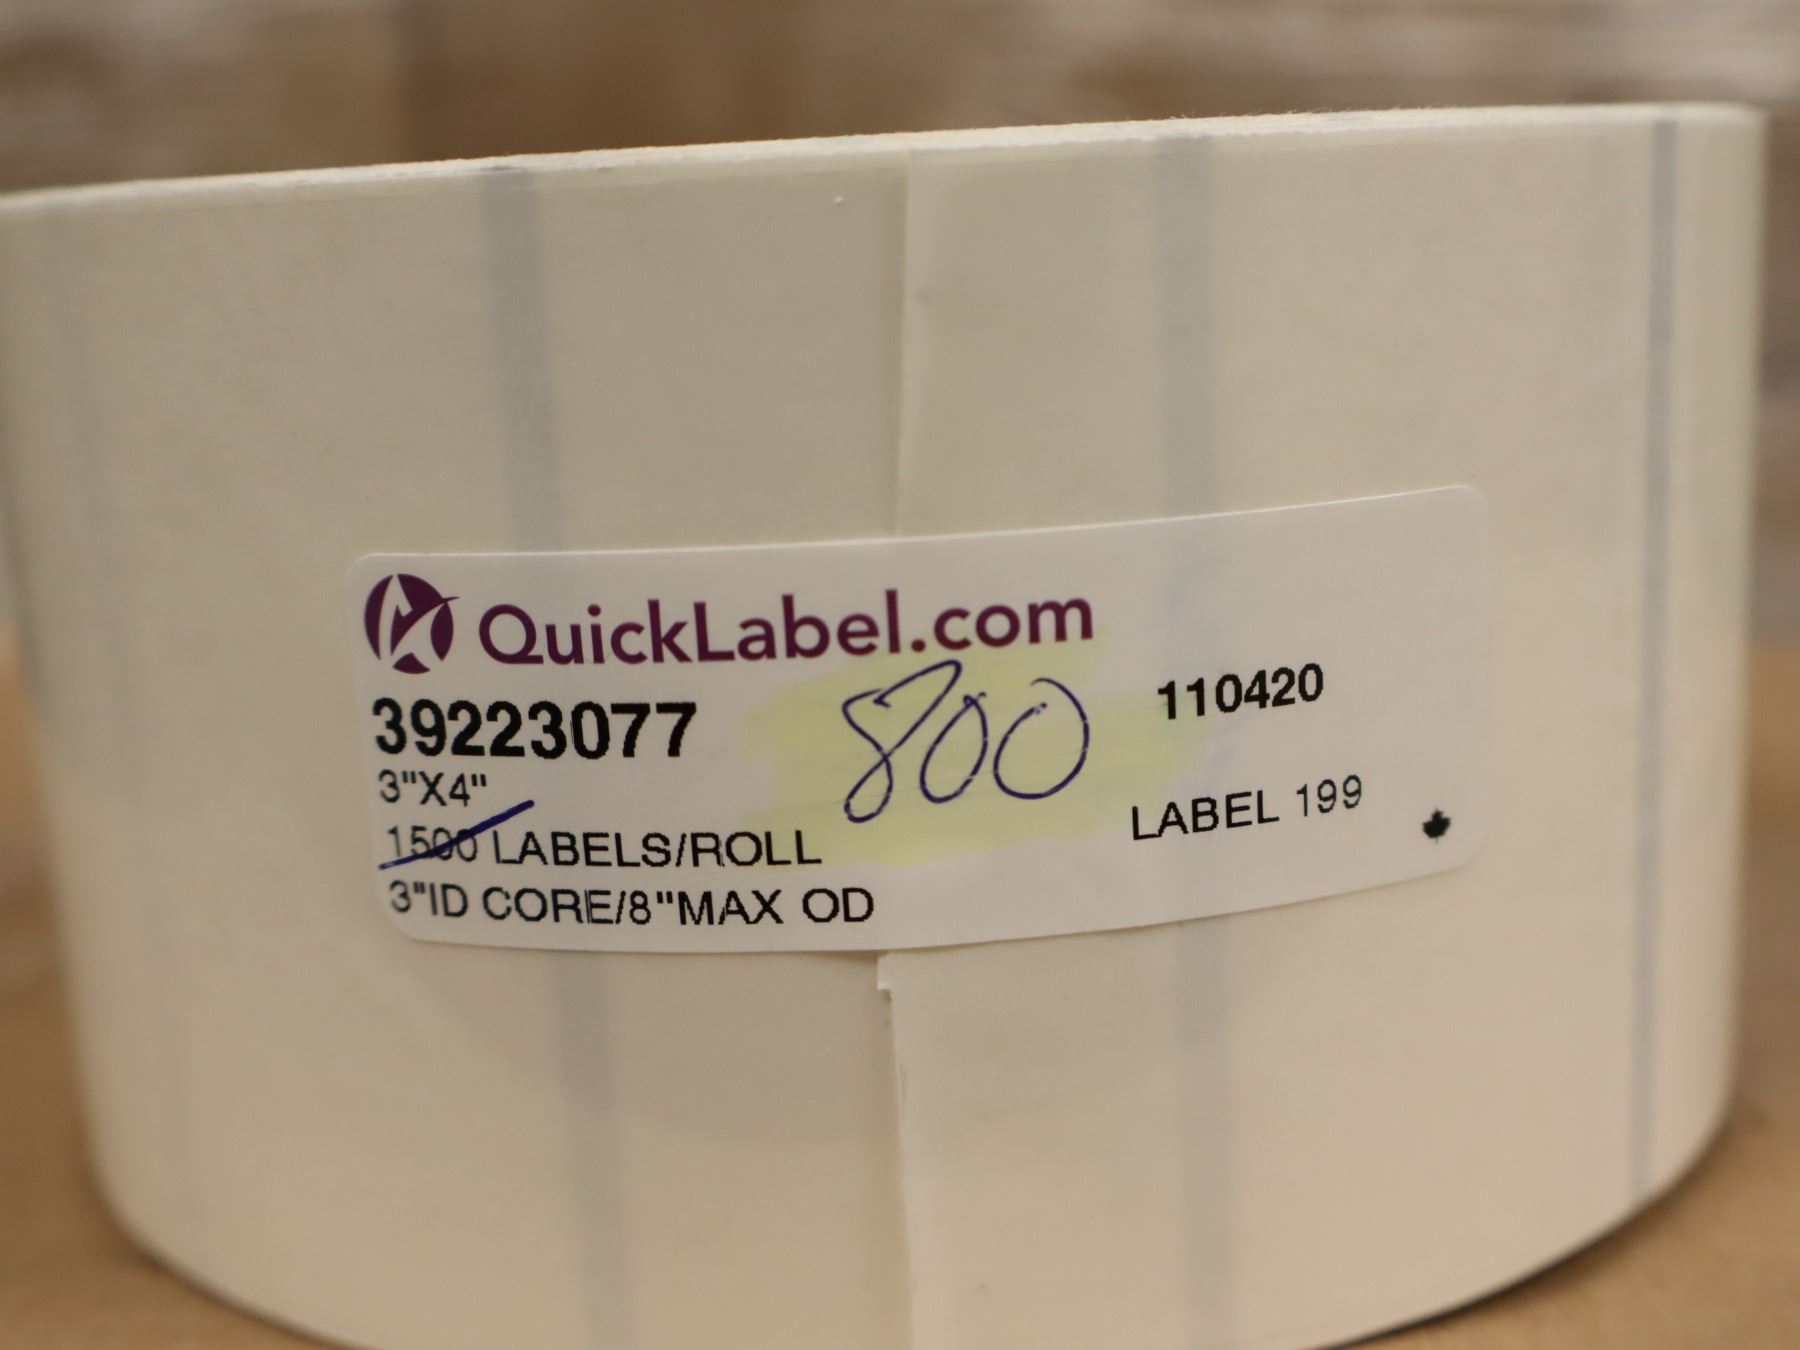 QuickLabel.com
39223077 800 110420
3"X4"
1500 LABELS/ROLL LABEL 199
3"ID CORE/8"MAX OD